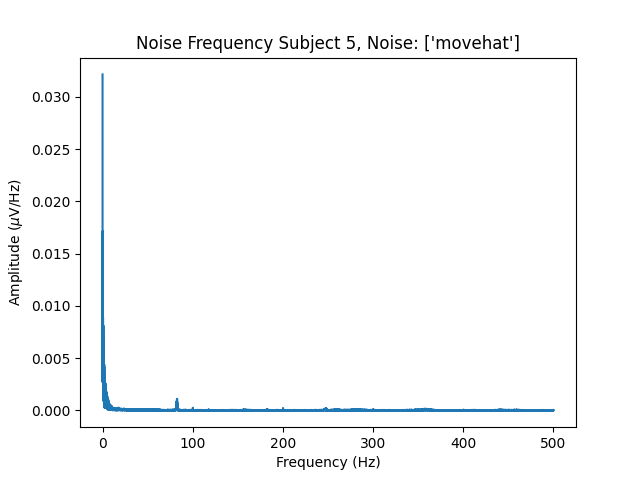 Noise Frequency Subject 5, Noise: ['movehat']
Amplitude (μV/Hz)
0.030
0.025
0.020
0.015
0.010
0.005
0.000
0 100 200 300 400 500
Frequency (Hz)